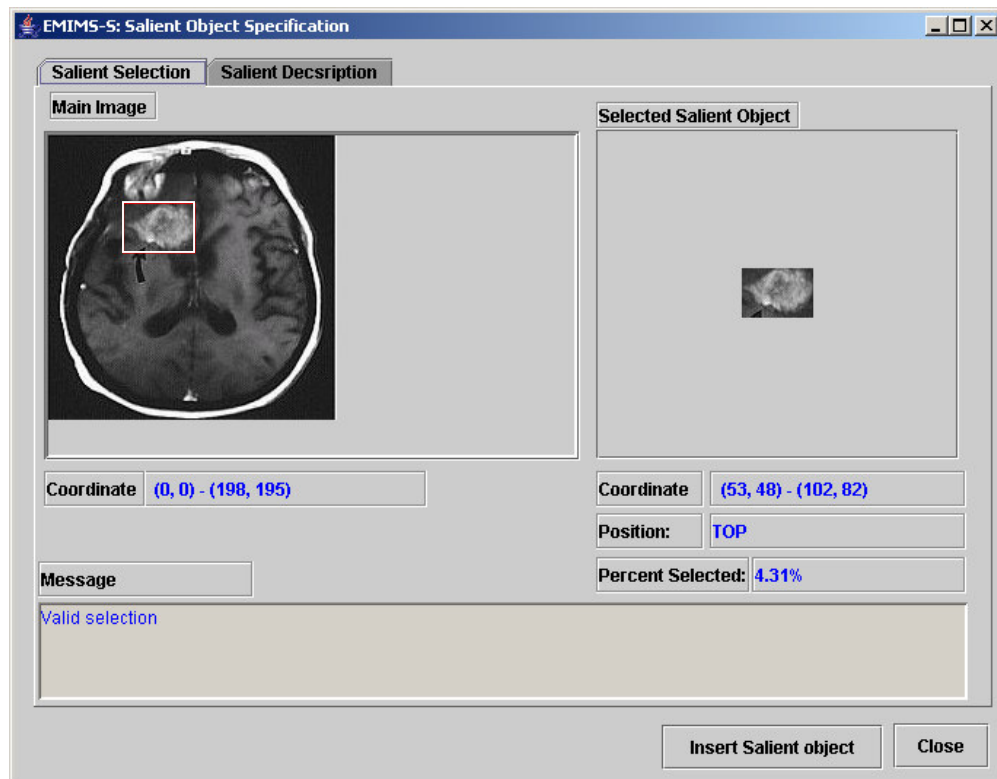 EMIMS-S: Salient Object Specification
Salient Selection
Salient Decsription
Main Image
Selected Salient Object
Coordinate
(0, 0) - (198, 195)
Coordinate
(53, 48) - (102, 82)
Position:
TOP
Percent Selected:
4.31%
Message
Valid selection
Insert Salient object
Close